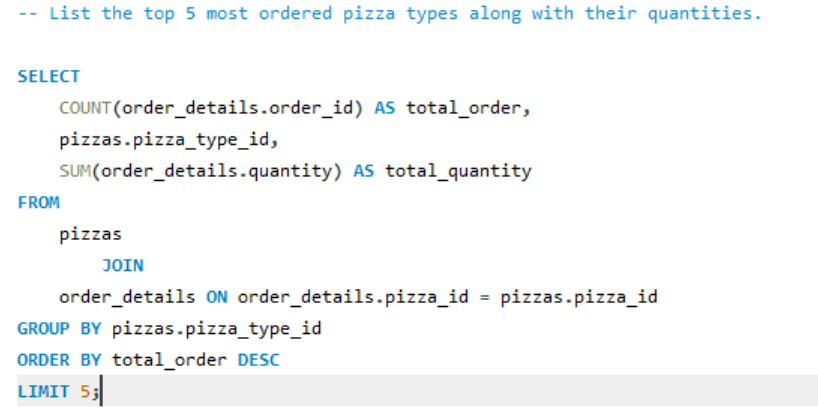 -- List the top 5 most ordered pizza types along with their quantities.
SELECT
COUNT(order_details.order_id) AS total_order,
pizzas.pizza_type_id,
SUM(order_details.quantity) AS total_quantity
FROM
pizzas
JOIN
order_details ON order_details.pizza_id = pizzas.pizza_id
GROUP BY pizzas.pizza_type_id
ORDER BY total_order DESC
LIMIT 5;